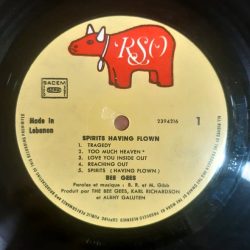 SACEM
RSO
Made in
Lebanon
2394216
1
SPIRITS HAVING FLOWN
1. TRAGEDY
2. TOO MUCH HEAVEN*
3. LOVE YOU INSIDE OUT
4. REACHING OUT
5. SPIRITS (HAVING FLOWN)
BEE GEES
Paroles et musique : B. R. et M. Gibb
Produit par THE BEE GEES, KARL RICHARDSON
et ALBHY GALUTEN